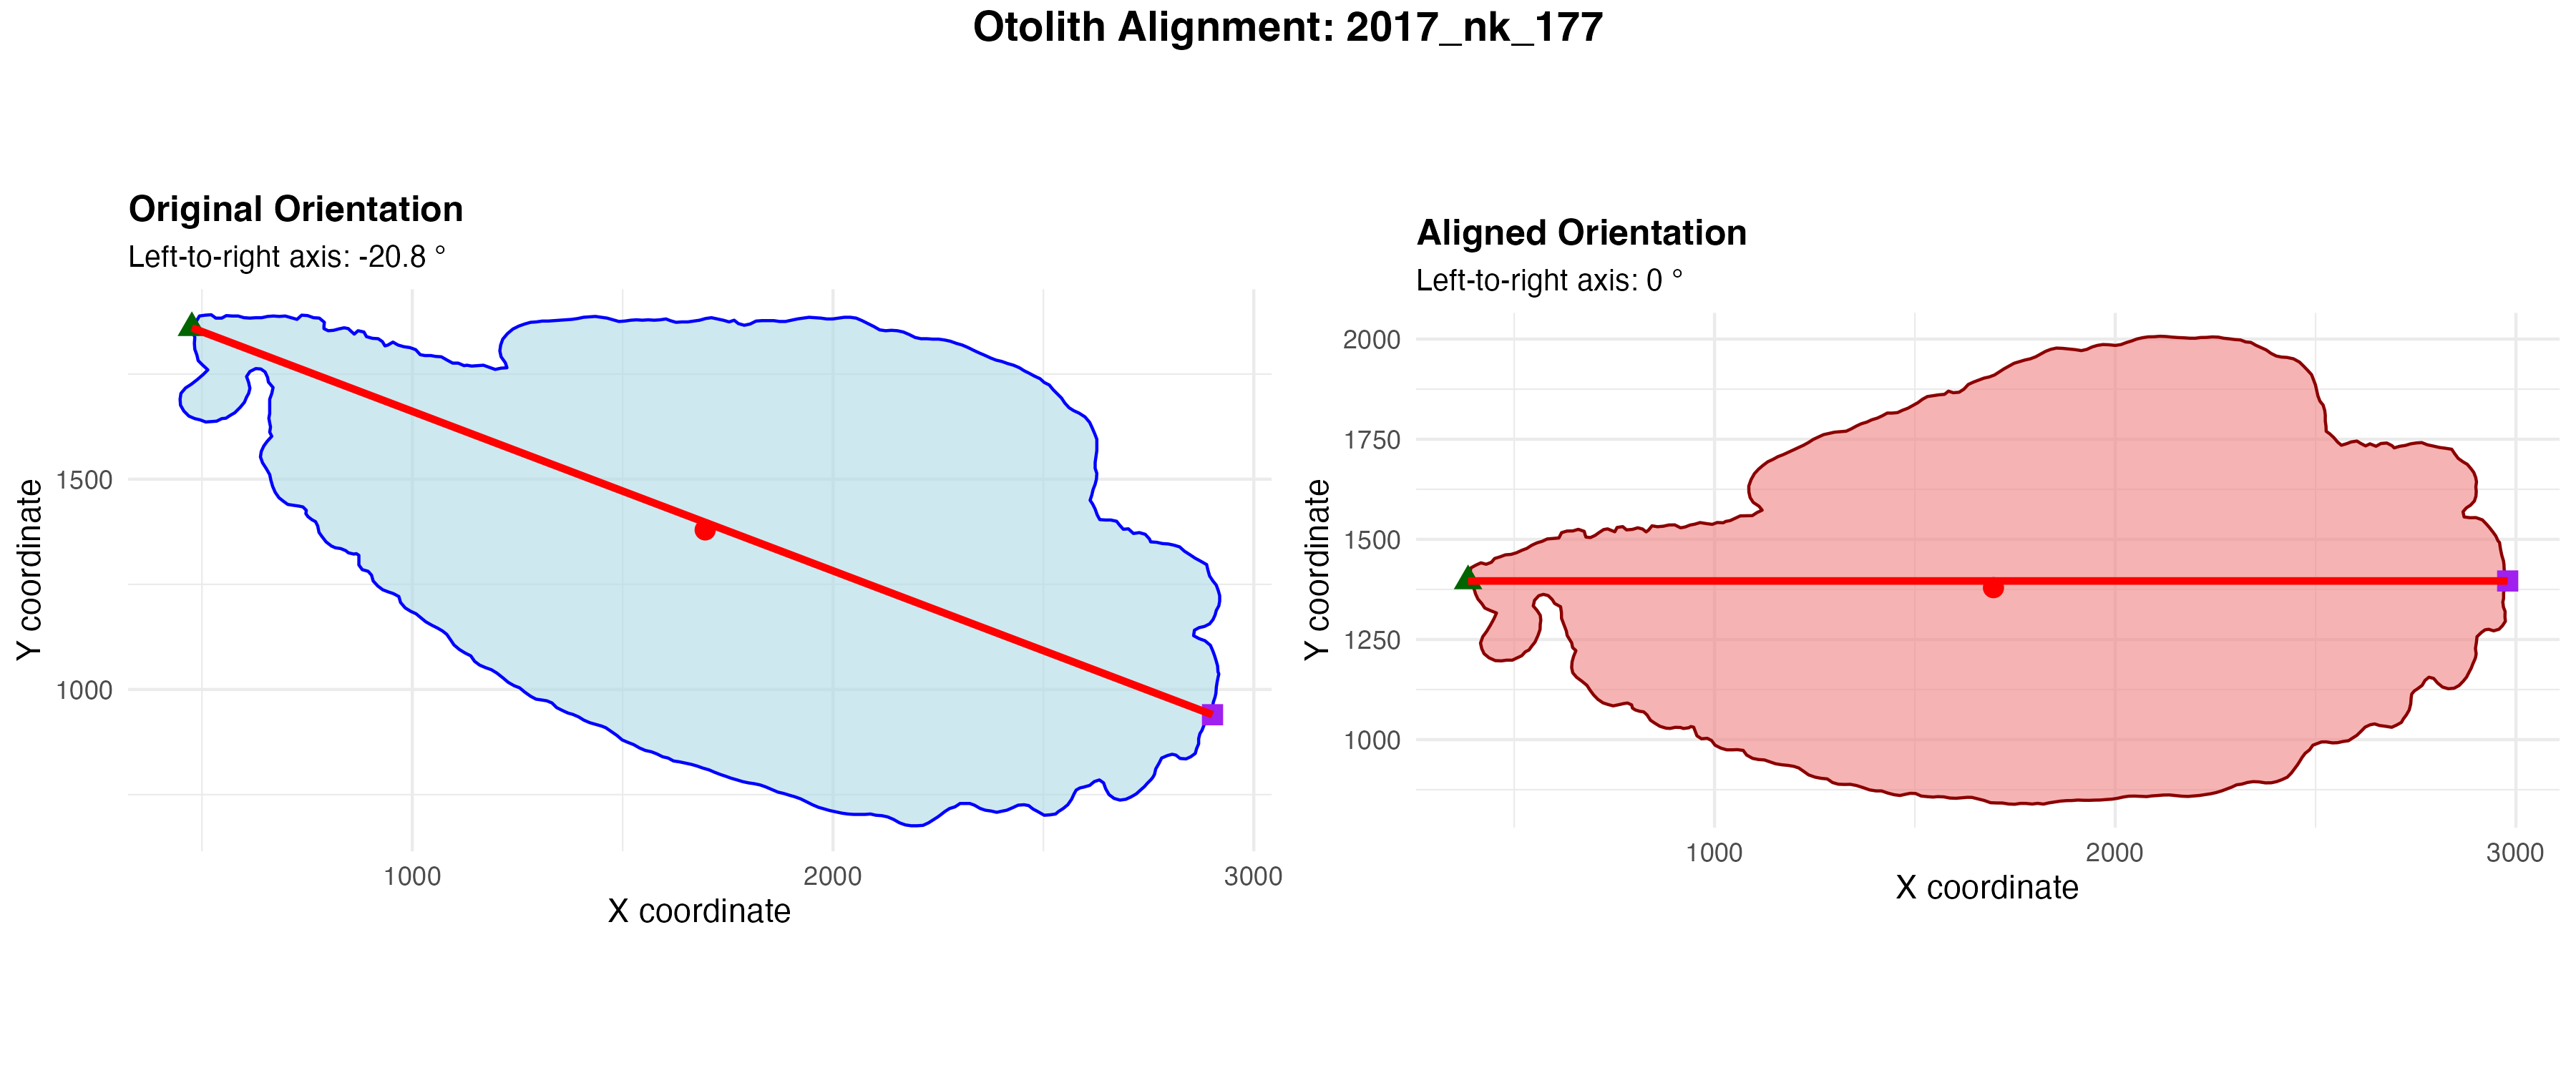 Otolith Alignment: 2017_nk_177
Original Orientation
Left-to-right axis: -20.8 °
Y coordinate
1500
1000
1000
2000
3000
X coordinate
Aligned Orientation
Left-to-right axis: 0 °
Y coordinate
2000
1750
1500
1250
1000
1000
2000
3000
X coordinate